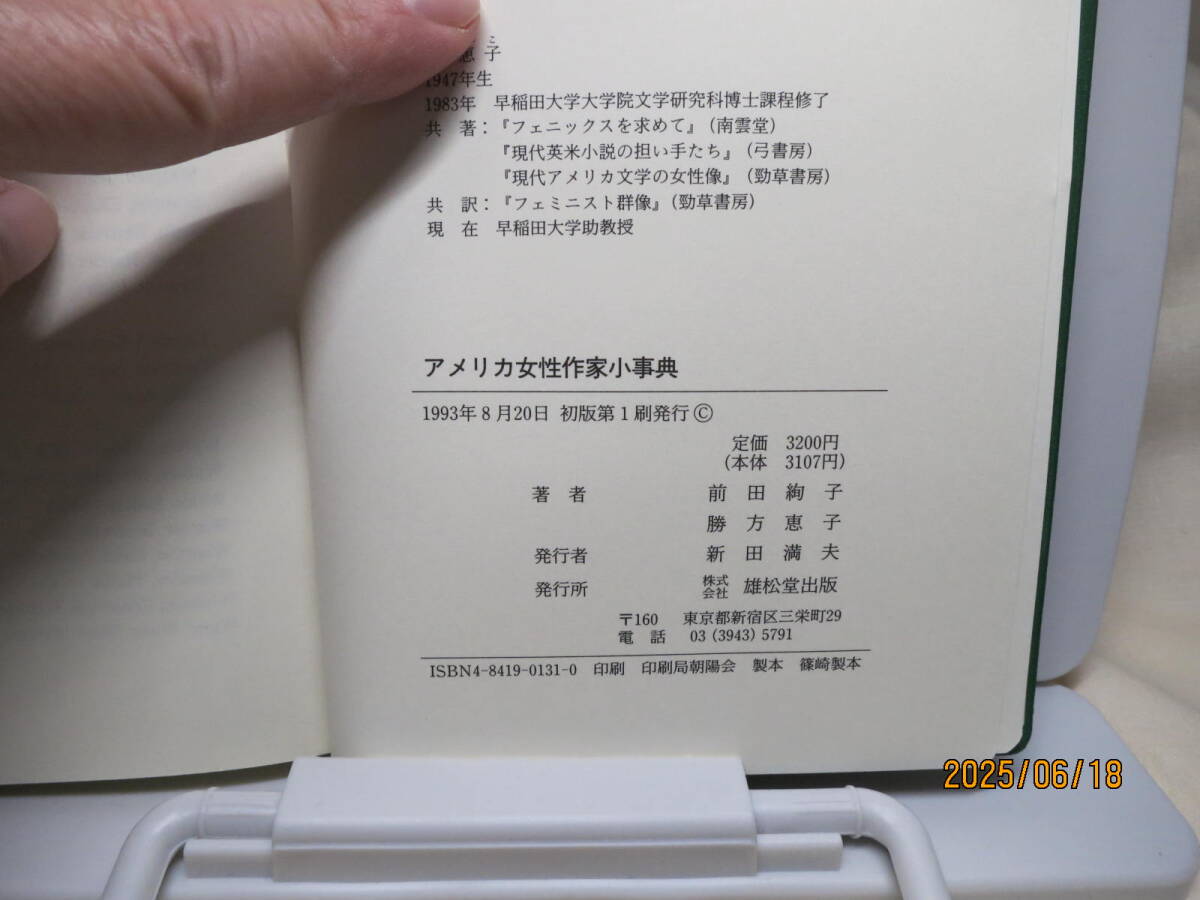 こ
恵子
1947年生
1983年 早稲田大学大学院文学研究科博士課程修了
共 著：『フェニックスを求めて』（南雲堂）
『現代英米小説の担い手たち』（弓書房）
『現代アメリカ文学の女性像』（勁草書房）
共 訳：『フェミニスト群像』（勁草書房）
現 在 早稲田大学助教授
アメリカ女性作家小事典
1993年8月20日 初版第1刷発行 ©
定価 3200円
（本体 3107円）
著 者 前 田 絢 子
勝 方 恵 子
発行者 新 田 満 夫
発行所 株式会社 雄松堂出版
〒160 東京都新宿区三栄町29
電 話 03 (3943) 5791
ISBN4-8419-0131-0 印刷 印刷局朝陽会 製本 篠崎製本
2025/06/18